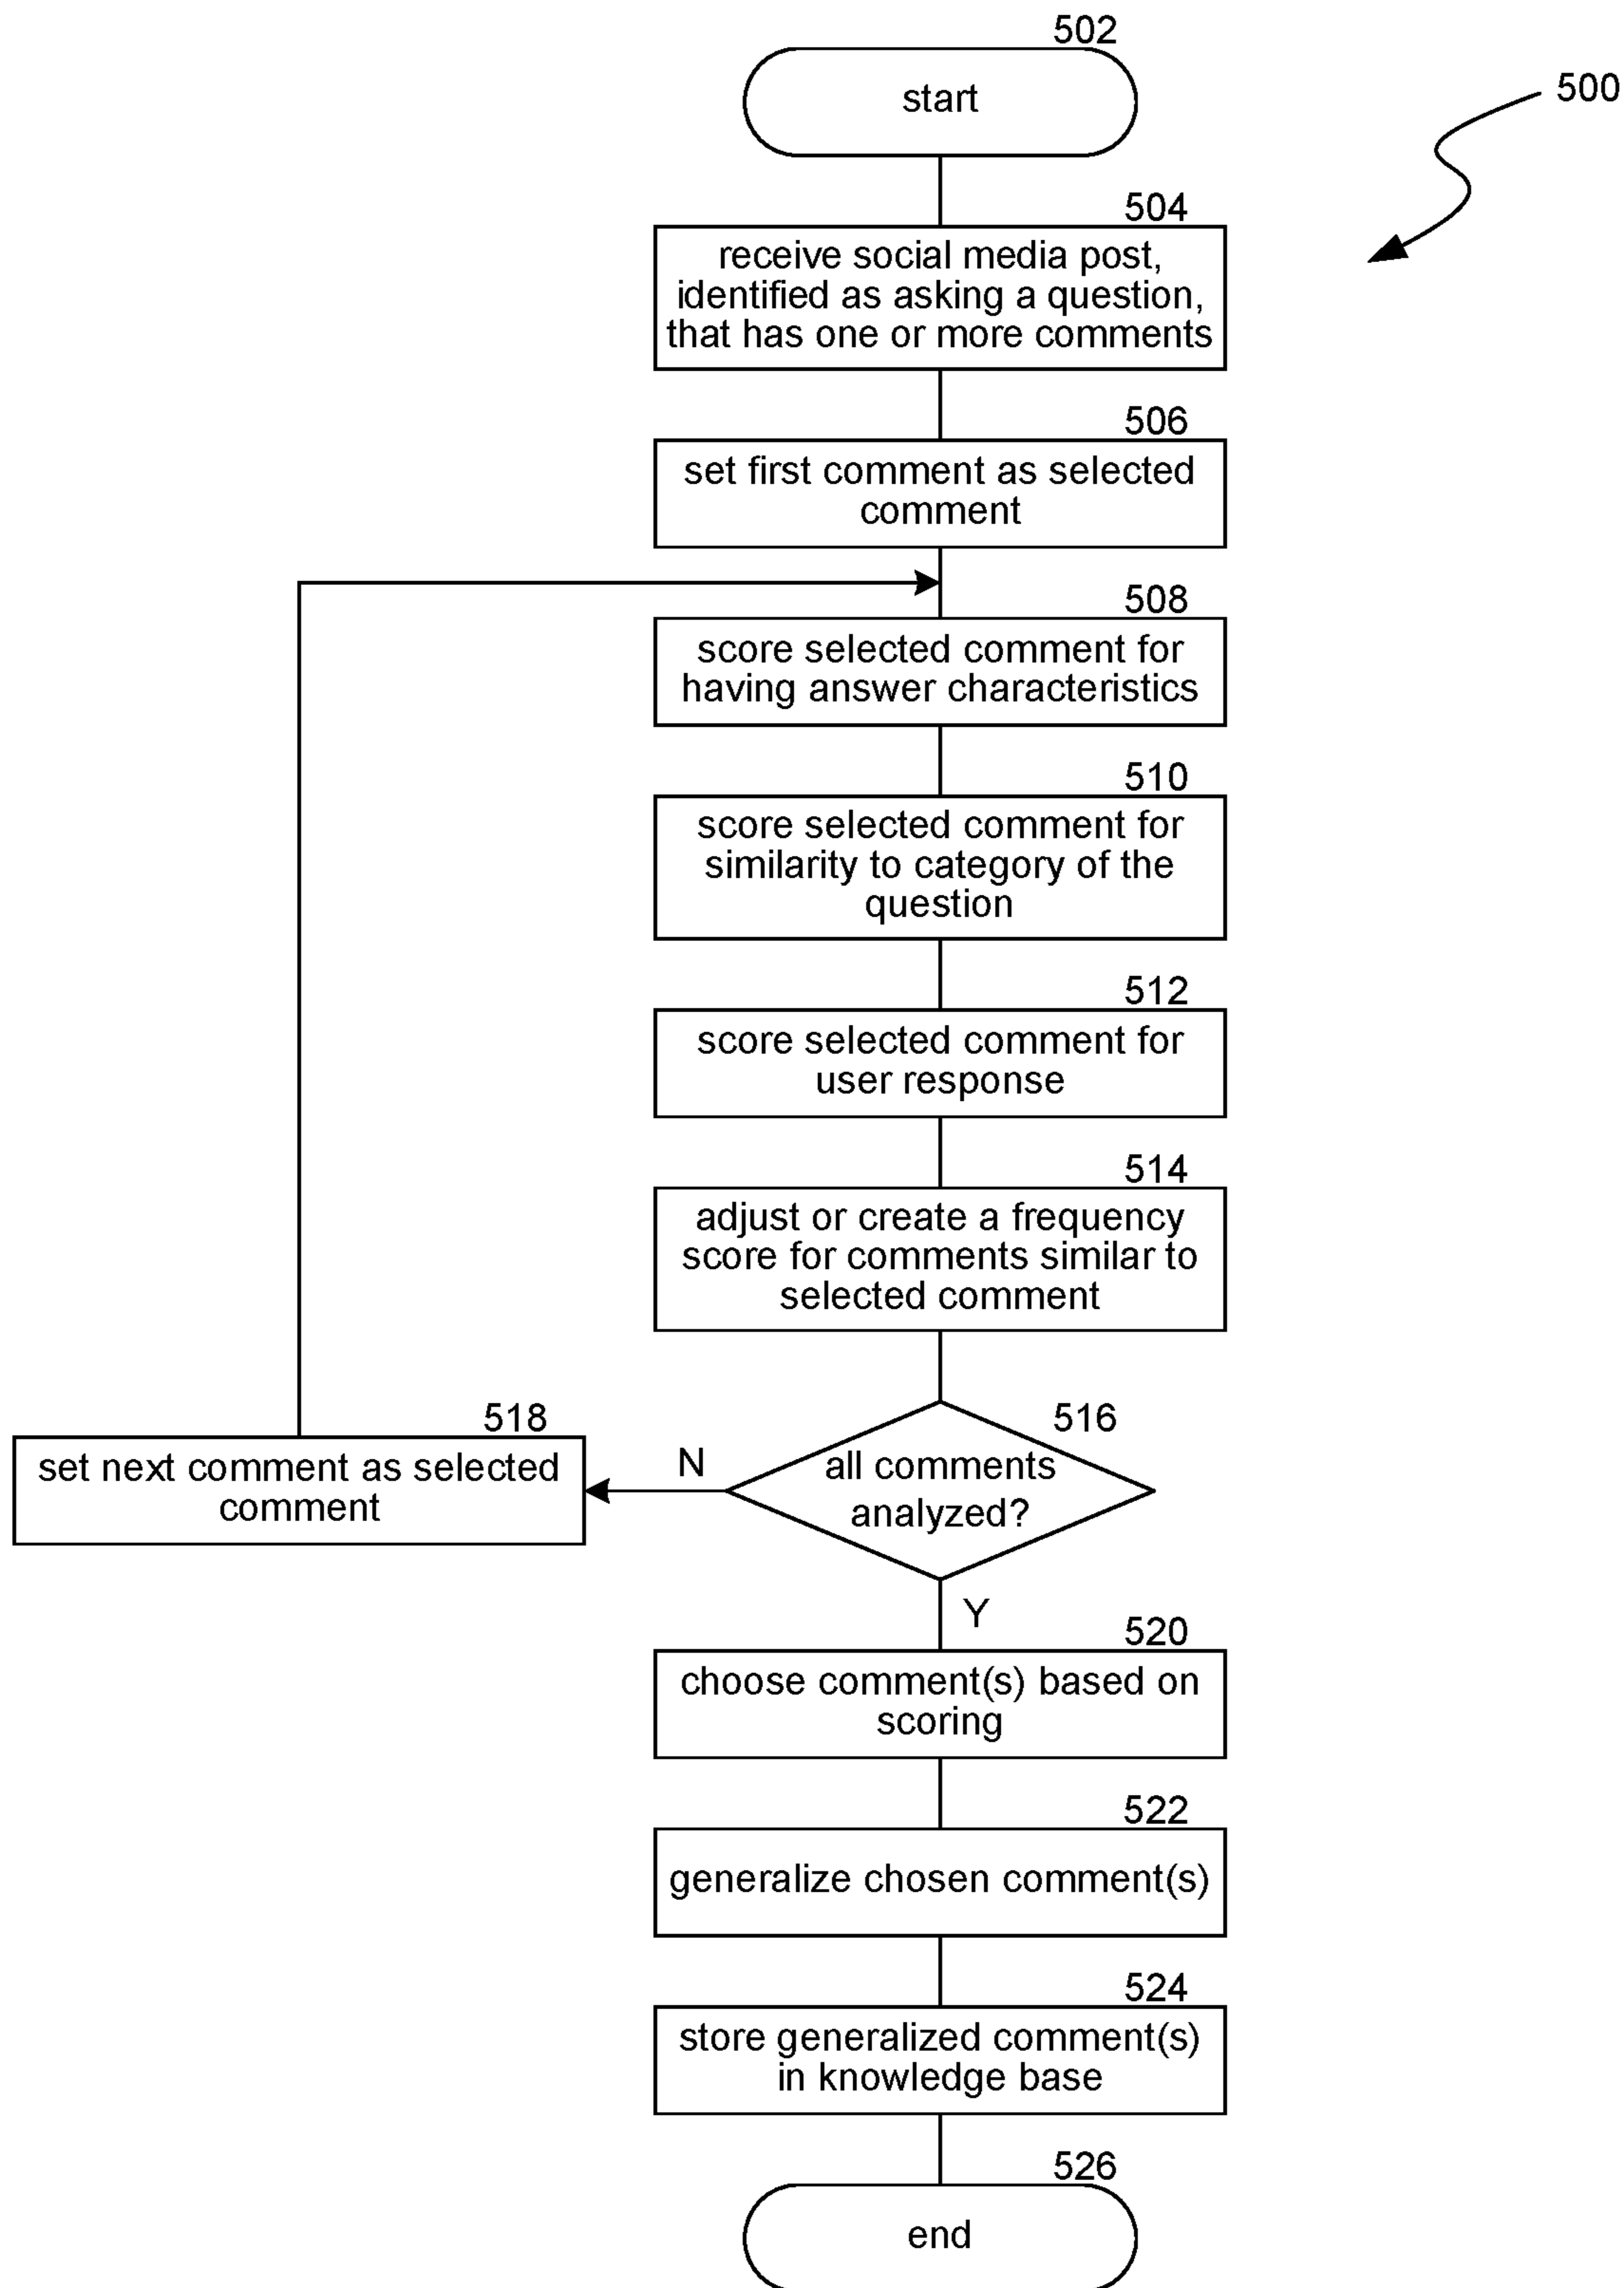 502
start
500
504
receive social media post,
identified as asking a question,
that has one or more comments
506
set first comment as selected
comment
508
score selected comment for
having answer characteristics
510
score selected comment for
similarity to category of the
question
512
score selected comment for
user response
514
adjust or create a frequency
score for comments similar to
selected comment
516
all comments
analyzed?
N
518
set next comment as selected
comment
Y
520
choose comment(s) based on
scoring
522
generalize chosen comment(s)
524
store generalized comment(s)
in knowledge base
526
end